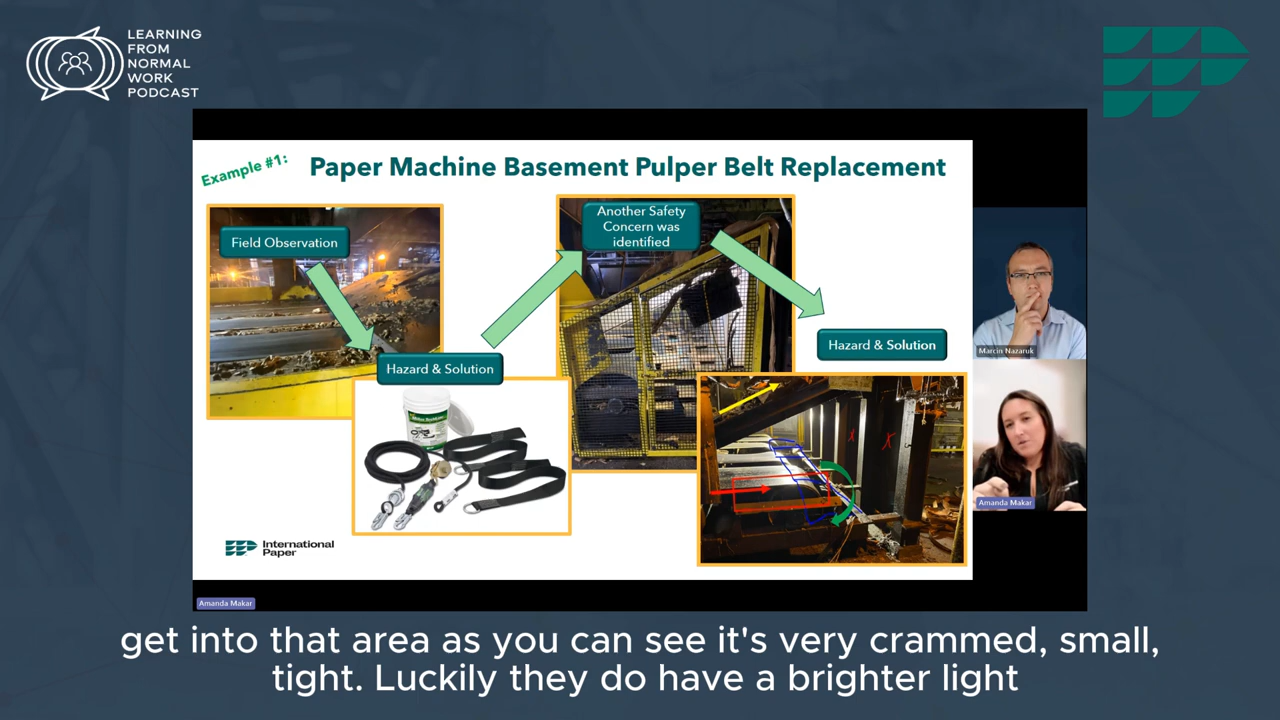 LEARNING
FROM
NORMAL
WORK
PODCAST
Example #1:
Paper Machine Basement Pulper Belt Replacement
Field Observation
Hazard & Solution
Another Safety
Concern was
identified
Hazard & Solution
International
Paper
Marcin Nazaruk
Amanda Makar
Amanda Makar
get into that area as you can see it's very crammed, small,
tight. Luckily they do have a brighter light